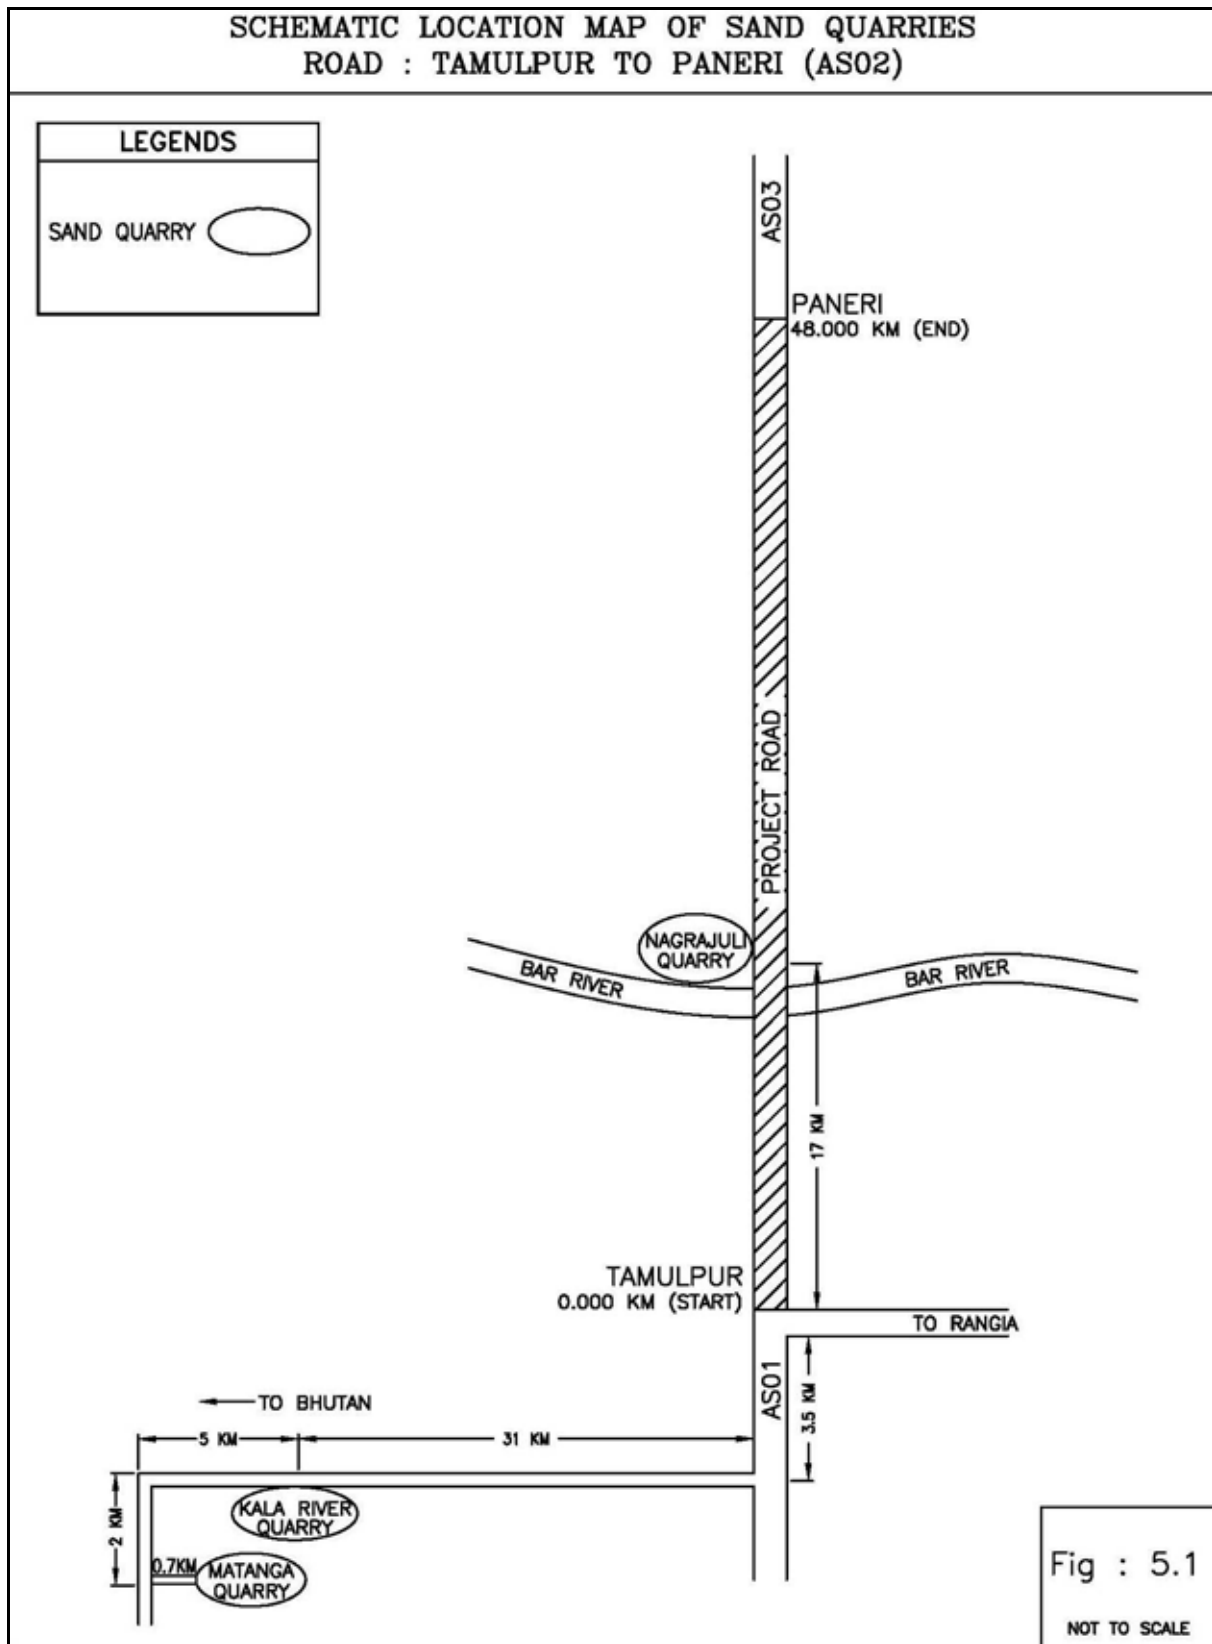 SCHEMATIC LOCATION MAP OF SAND QUARRIES
ROAD : TAMULPUR TO PANERI (AS02)
LEGENDS
SAND QUARRY
AS03
PANERI
48.000 KM (END)
PROJECT ROAD
NAGRAJULI
QUARRY
BAR RIVER
BAR RIVER
17 KM
TAMULPUR
0.000 KM (START)
TO RANGIA
AS01
3.5 KM
TO BHUTAN
5 KM
31 KM
KALA RIVER
QUARRY
2 KM
0.7KM
MATANGA
QUARRY
Fig : 5.1
NOT TO SCALE